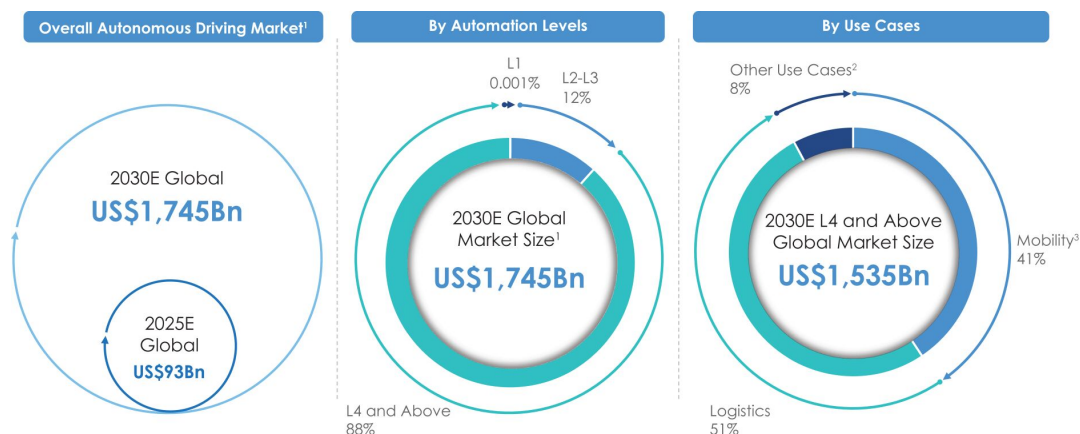 Overall Autonomous Driving Market¹
2030E Global
US$1,745Bn
2025E
Global
US$93Bn
By Automation Levels
L1
0.001%
L2-L3
12%
2030E Global
Market Size¹
US$1,745Bn
L4 and Above
88%
By Use Cases
Other Use Cases²
8%
2030E L4 and Above
Global Market Size
US$1,535Bn
Mobility³
41%
Logistics
51%